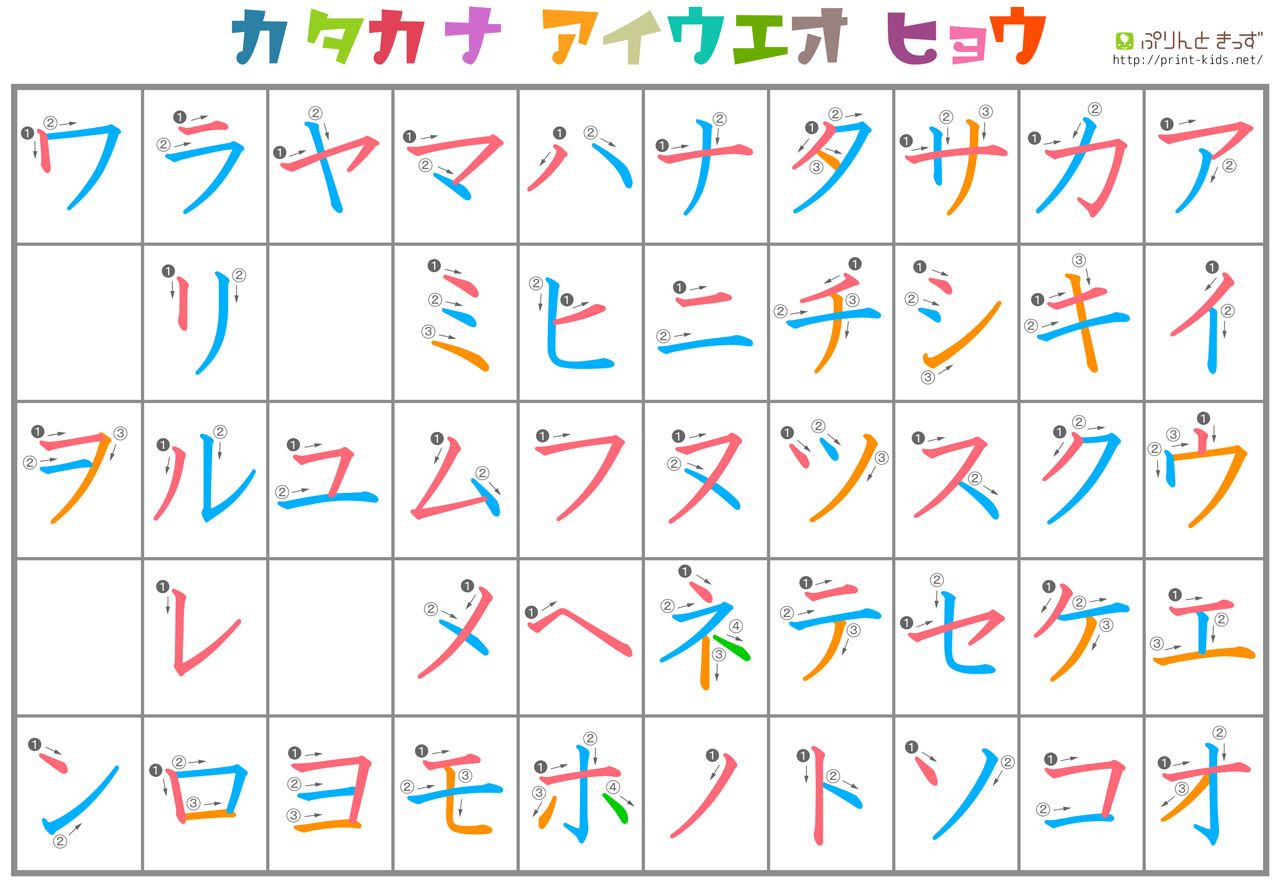 カタカナ アイウエオ ヒョウ
ぷりんと きっず
http://print-kids.net/
ワ ラ ヤ マ ハ ナ タ サ カ ア
リ ミ ヒ ニ チ シ キ イ
ヲ ル ユ ム フ ヌ ツ ス ク ウ
レ メ ヘ ネ テ セ ケ エ
ン ロ ヨ モ ホ ノ ト ソ コ オ